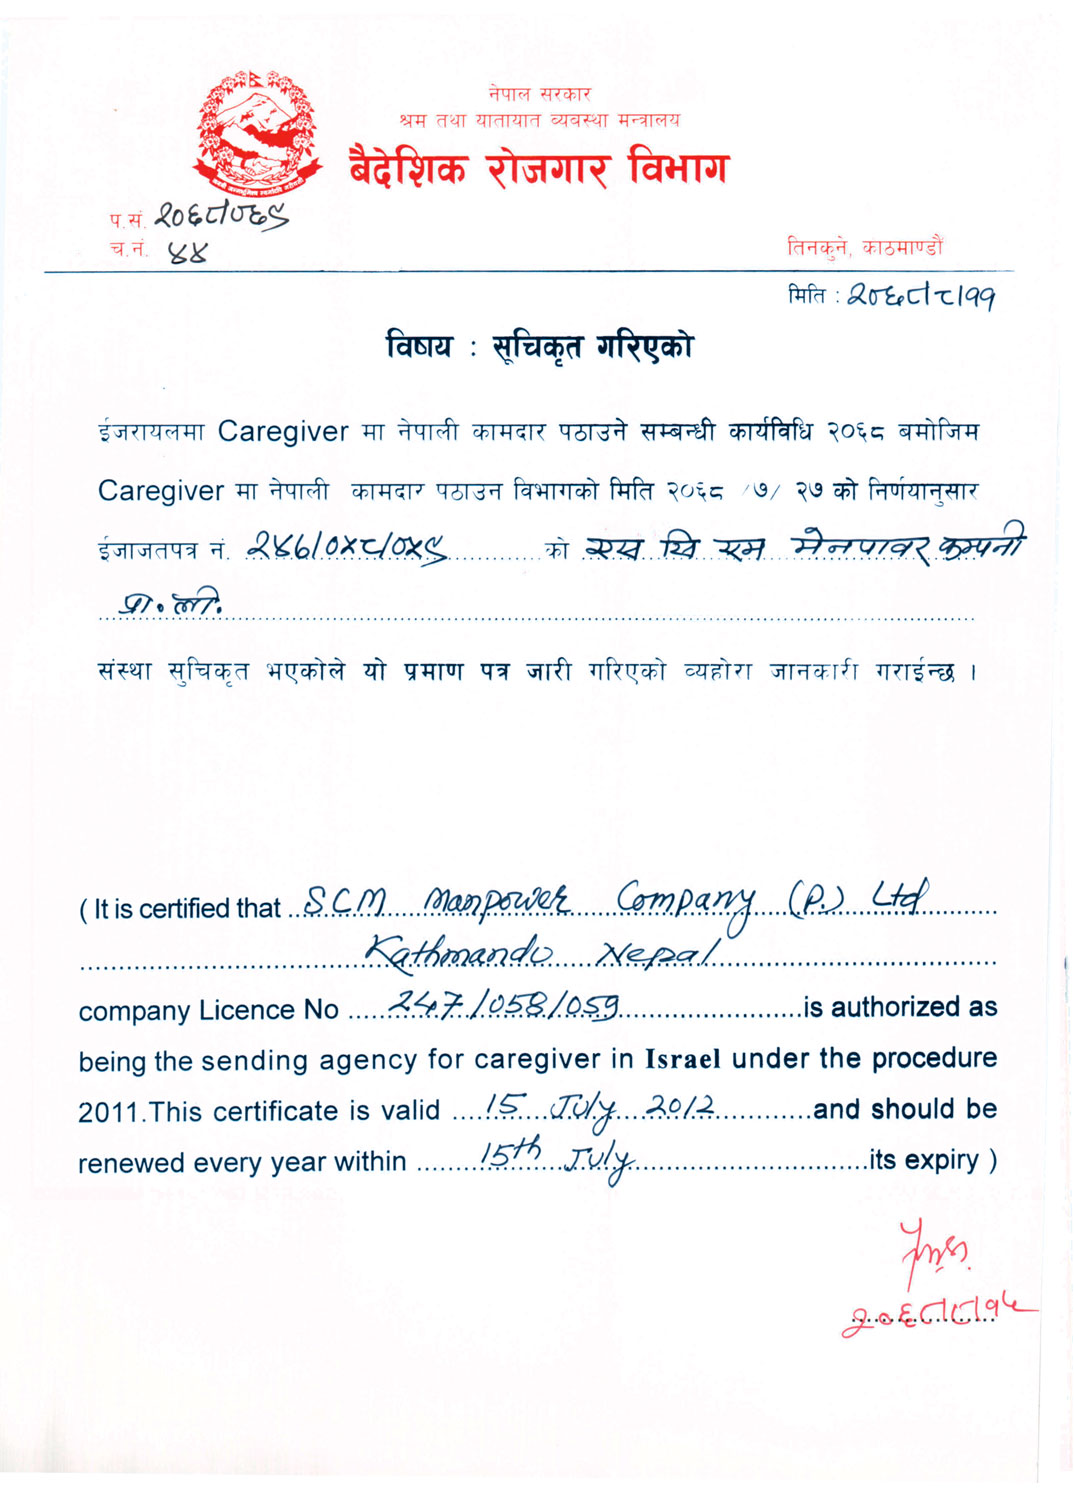 नेपाल सरकार
श्रम तथा यातायात व्यवस्था मन्त्रालय
बैदेशिक रोजगार विभाग
प.सं. २०६८/०६९
च.नं. ४४
तिनकुने, काठमाण्डौं
मिति : २०६८।८।११
विषय : सूचिकृत गरिएको
ईजरायलमा Caregiver मा नेपाली कामदार पठाउने सम्बन्धी कार्यविधि २०६८ बमोजिम
Caregiver मा नेपाली कामदार पठाउन विभागको मिति २०६८ /७/ २७ को निर्णयानुसार
ईजाजतपत्र नं. २४७/०५८/०५९ को एस सि एम मेनपावर कम्पनी
प्रा. ली.
संस्था सुचिकृत भएकोले यो प्रमाण पत्र जारी गरिएको व्यहोरा जानकारी गराईन्छ ।
( It is certified that SCM Manpower Company (P.) Ltd
Kathmandu Nepal
company Licence No 247/058/059 is authorized as
being the sending agency for caregiver in Israel under the procedure
2011.This certificate is valid 15 July 2012 and should be
renewed every year within 15th July its expiry )
२०६८।८।१५